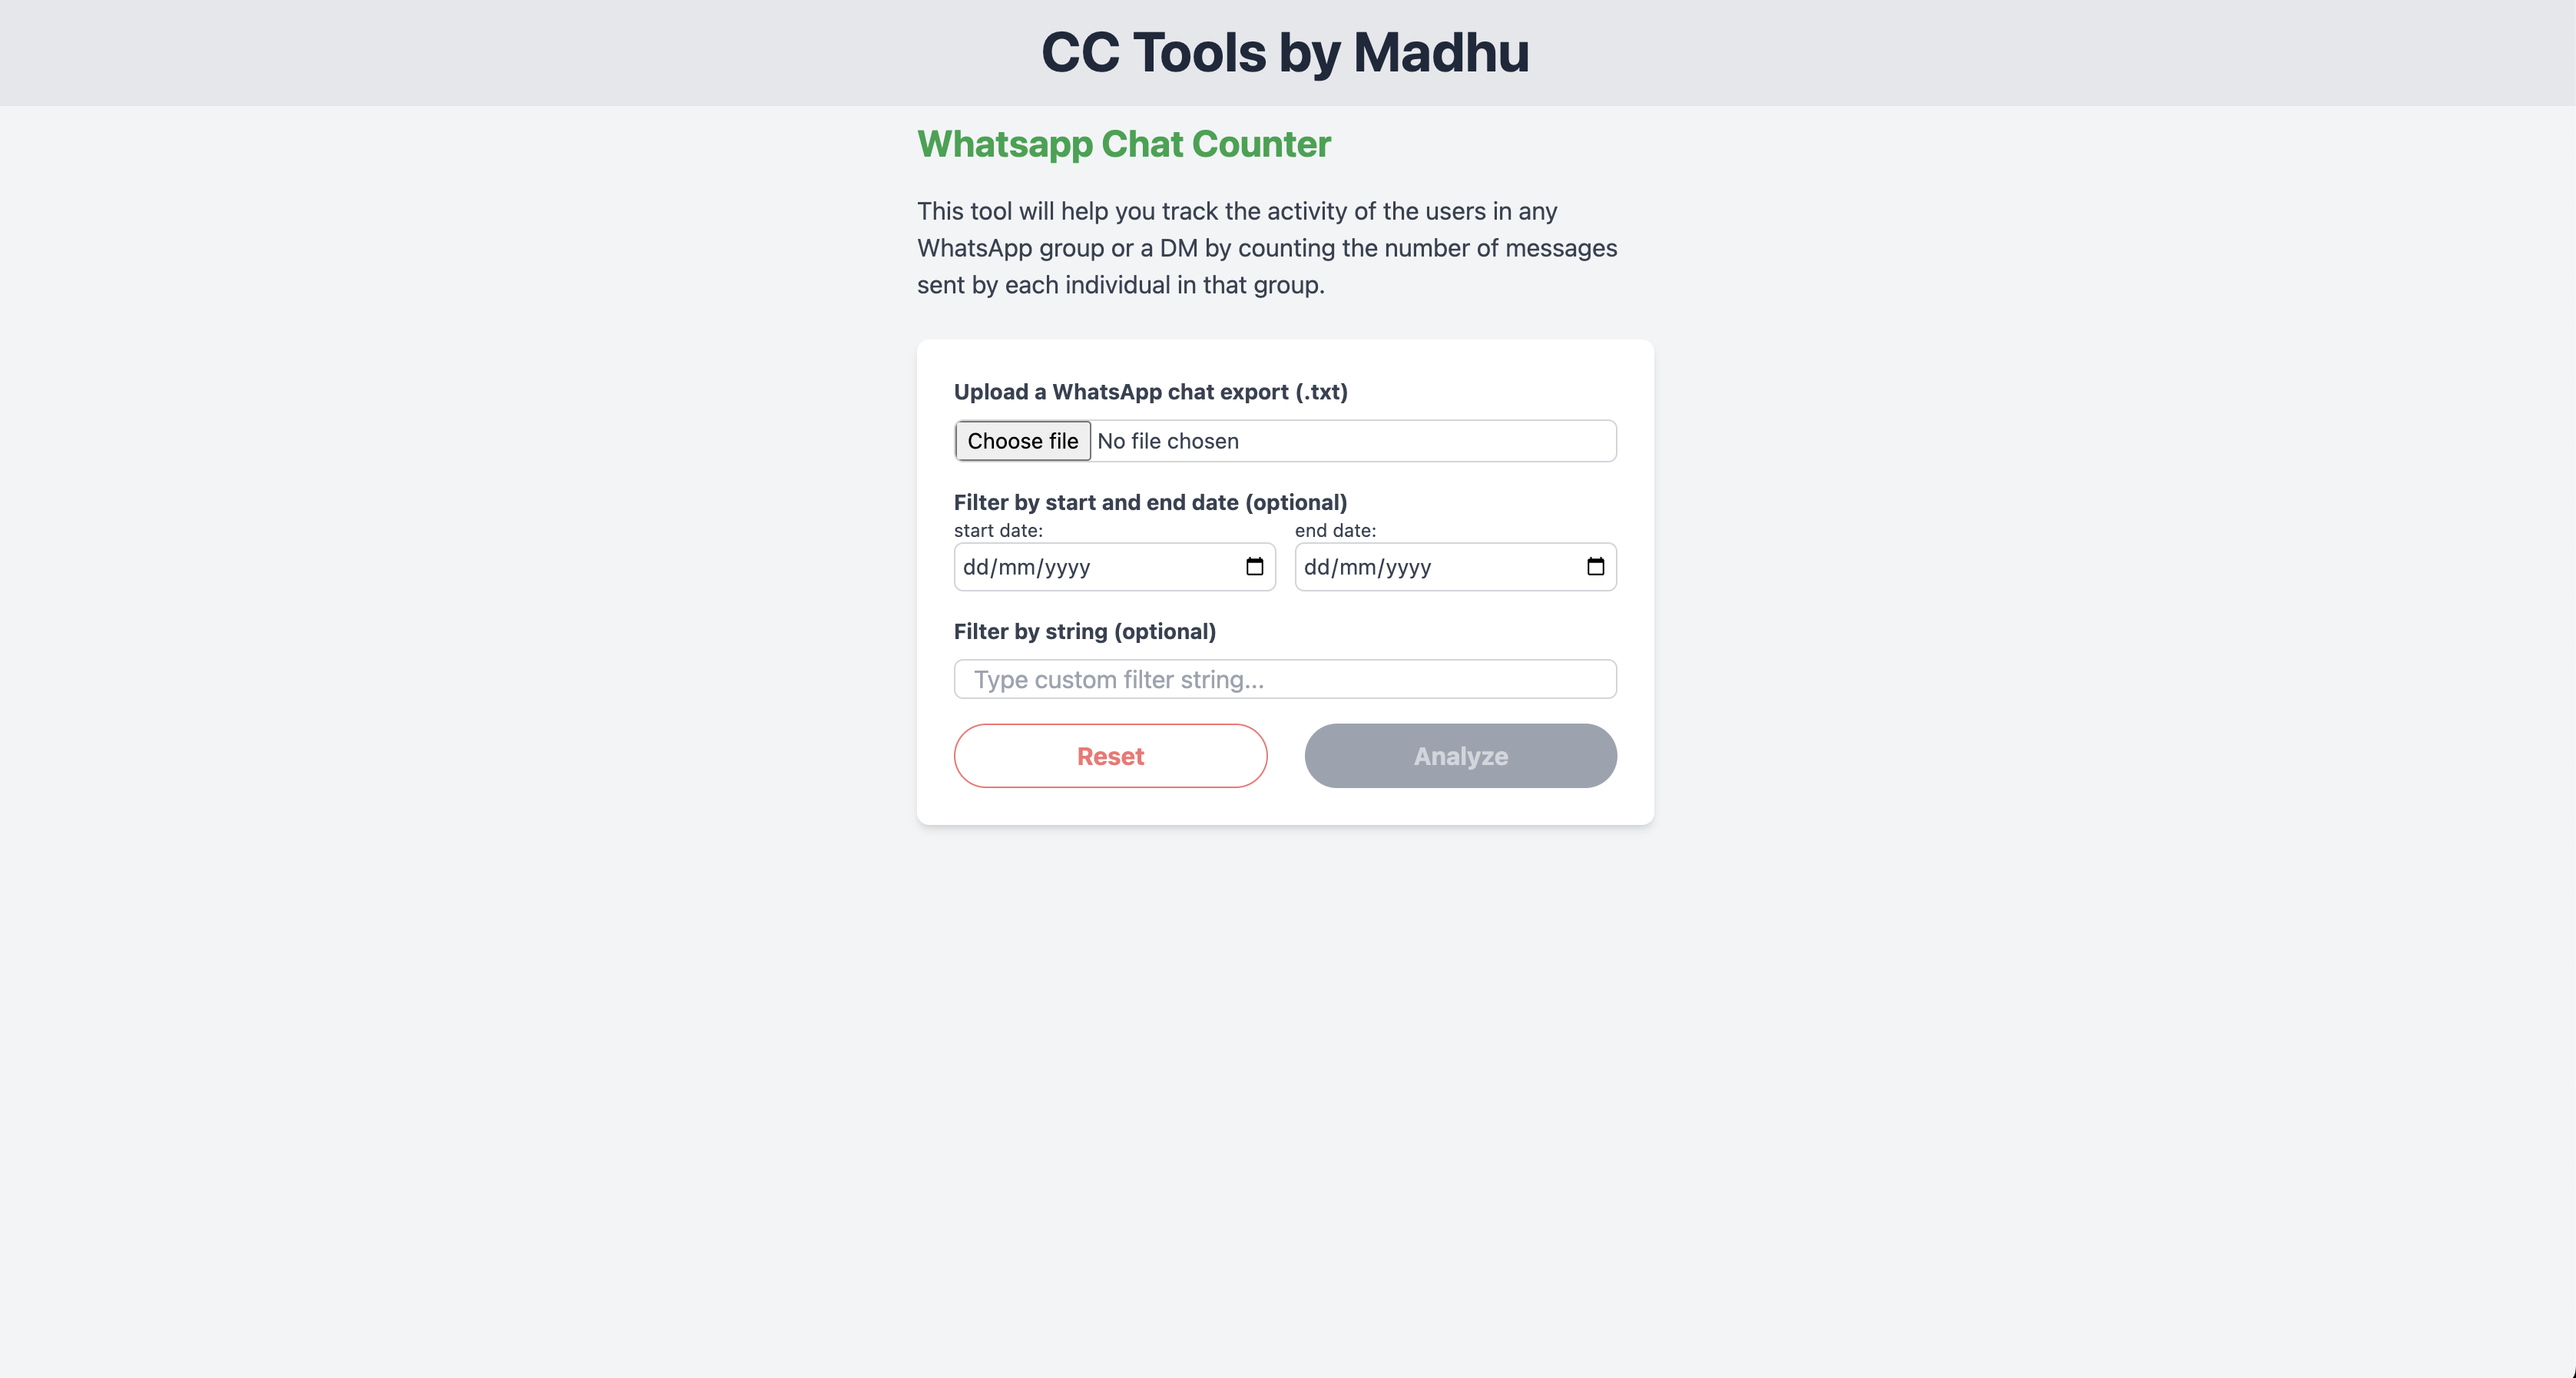 CC Tools by Madhu
Whatsapp Chat Counter
This tool will help you track the activity of the users in any
WhatsApp group or a DM by counting the number of messages
sent by each individual in that group.
Upload a WhatsApp chat export (.txt)
Choose file No file chosen
Filter by start and end date (optional)
start date: end date:
dd/mm/yyyy dd/mm/yyyy
Filter by string (optional)
Type custom filter string...
Reset Analyze